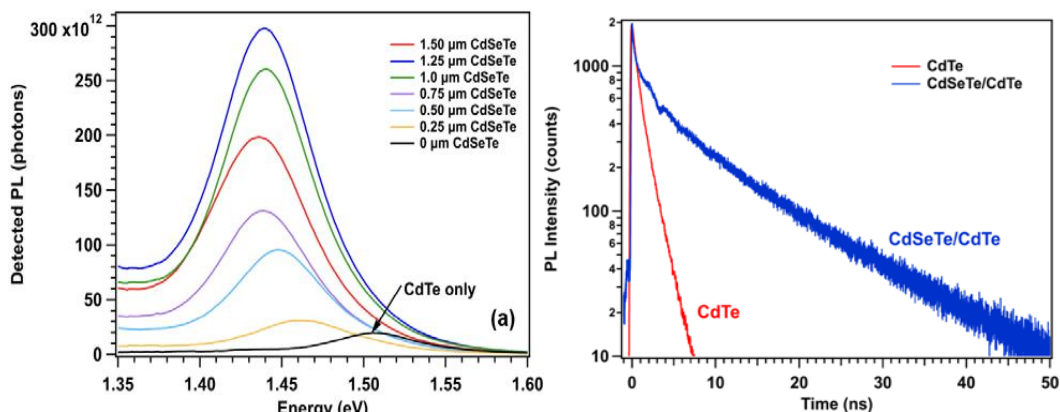 300 x10¹²
250
200
150
100
50
0
Detected PL (photons)
1.50 µm CdSeTe
1.25 µm CdSeTe
1.0 µm CdSeTe
0.75 µm CdSeTe
0.50 µm CdSeTe
0.25 µm CdSeTe
0 µm CdSeTe
CdTe only
(a)
1.35 1.40 1.45 1.50 1.55 1.60
Energy (eV)
2
1000
8
6
4
2
100
8
6
4
2
10
PL Intensity (counts)
CdTe
CdSeTe/CdTe
CdSeTe/CdTe
CdTe
0 10 20 30 40 50
Time (ns)